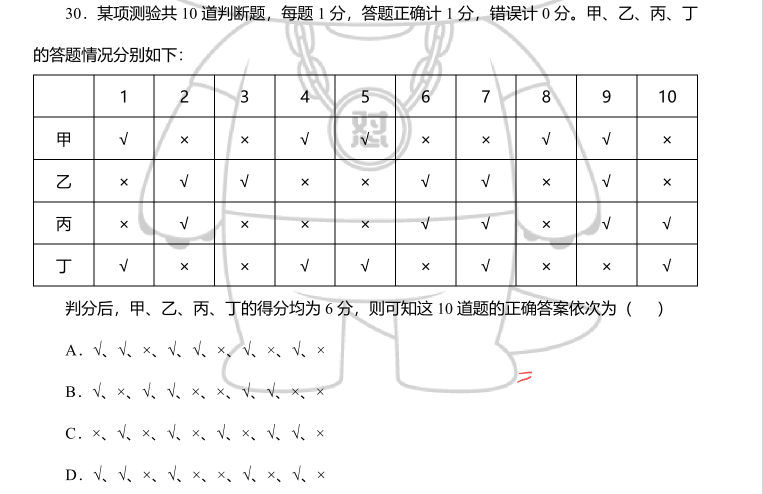 30．某项测验共 10 道判断题，每题 1 分，答题正确计 1 分，错误计 0 分。甲、乙、丙、丁
的答题情况分别如下：
1 2 3 4 5 6 7 8 9 10
甲 √ × × √ √ × × √ √ ×
乙 × √ √ × × √ √ × √ ×
丙 × √ × × × √ √ × √ √
丁 √ × × √ √ × √ × × √
怼
判分后，甲、乙、丙、丁的得分均为 6 分，则可知这 10 道题的正确答案依次为（ ）
A．√、√、×、√、√、×、√、×、√、×
B．√、×、√、√、×、×、√、√、×、×
C．×、√、×、√、×、√、×、√、√、×
D．√、√、×、√、×、×、√、×、√、×